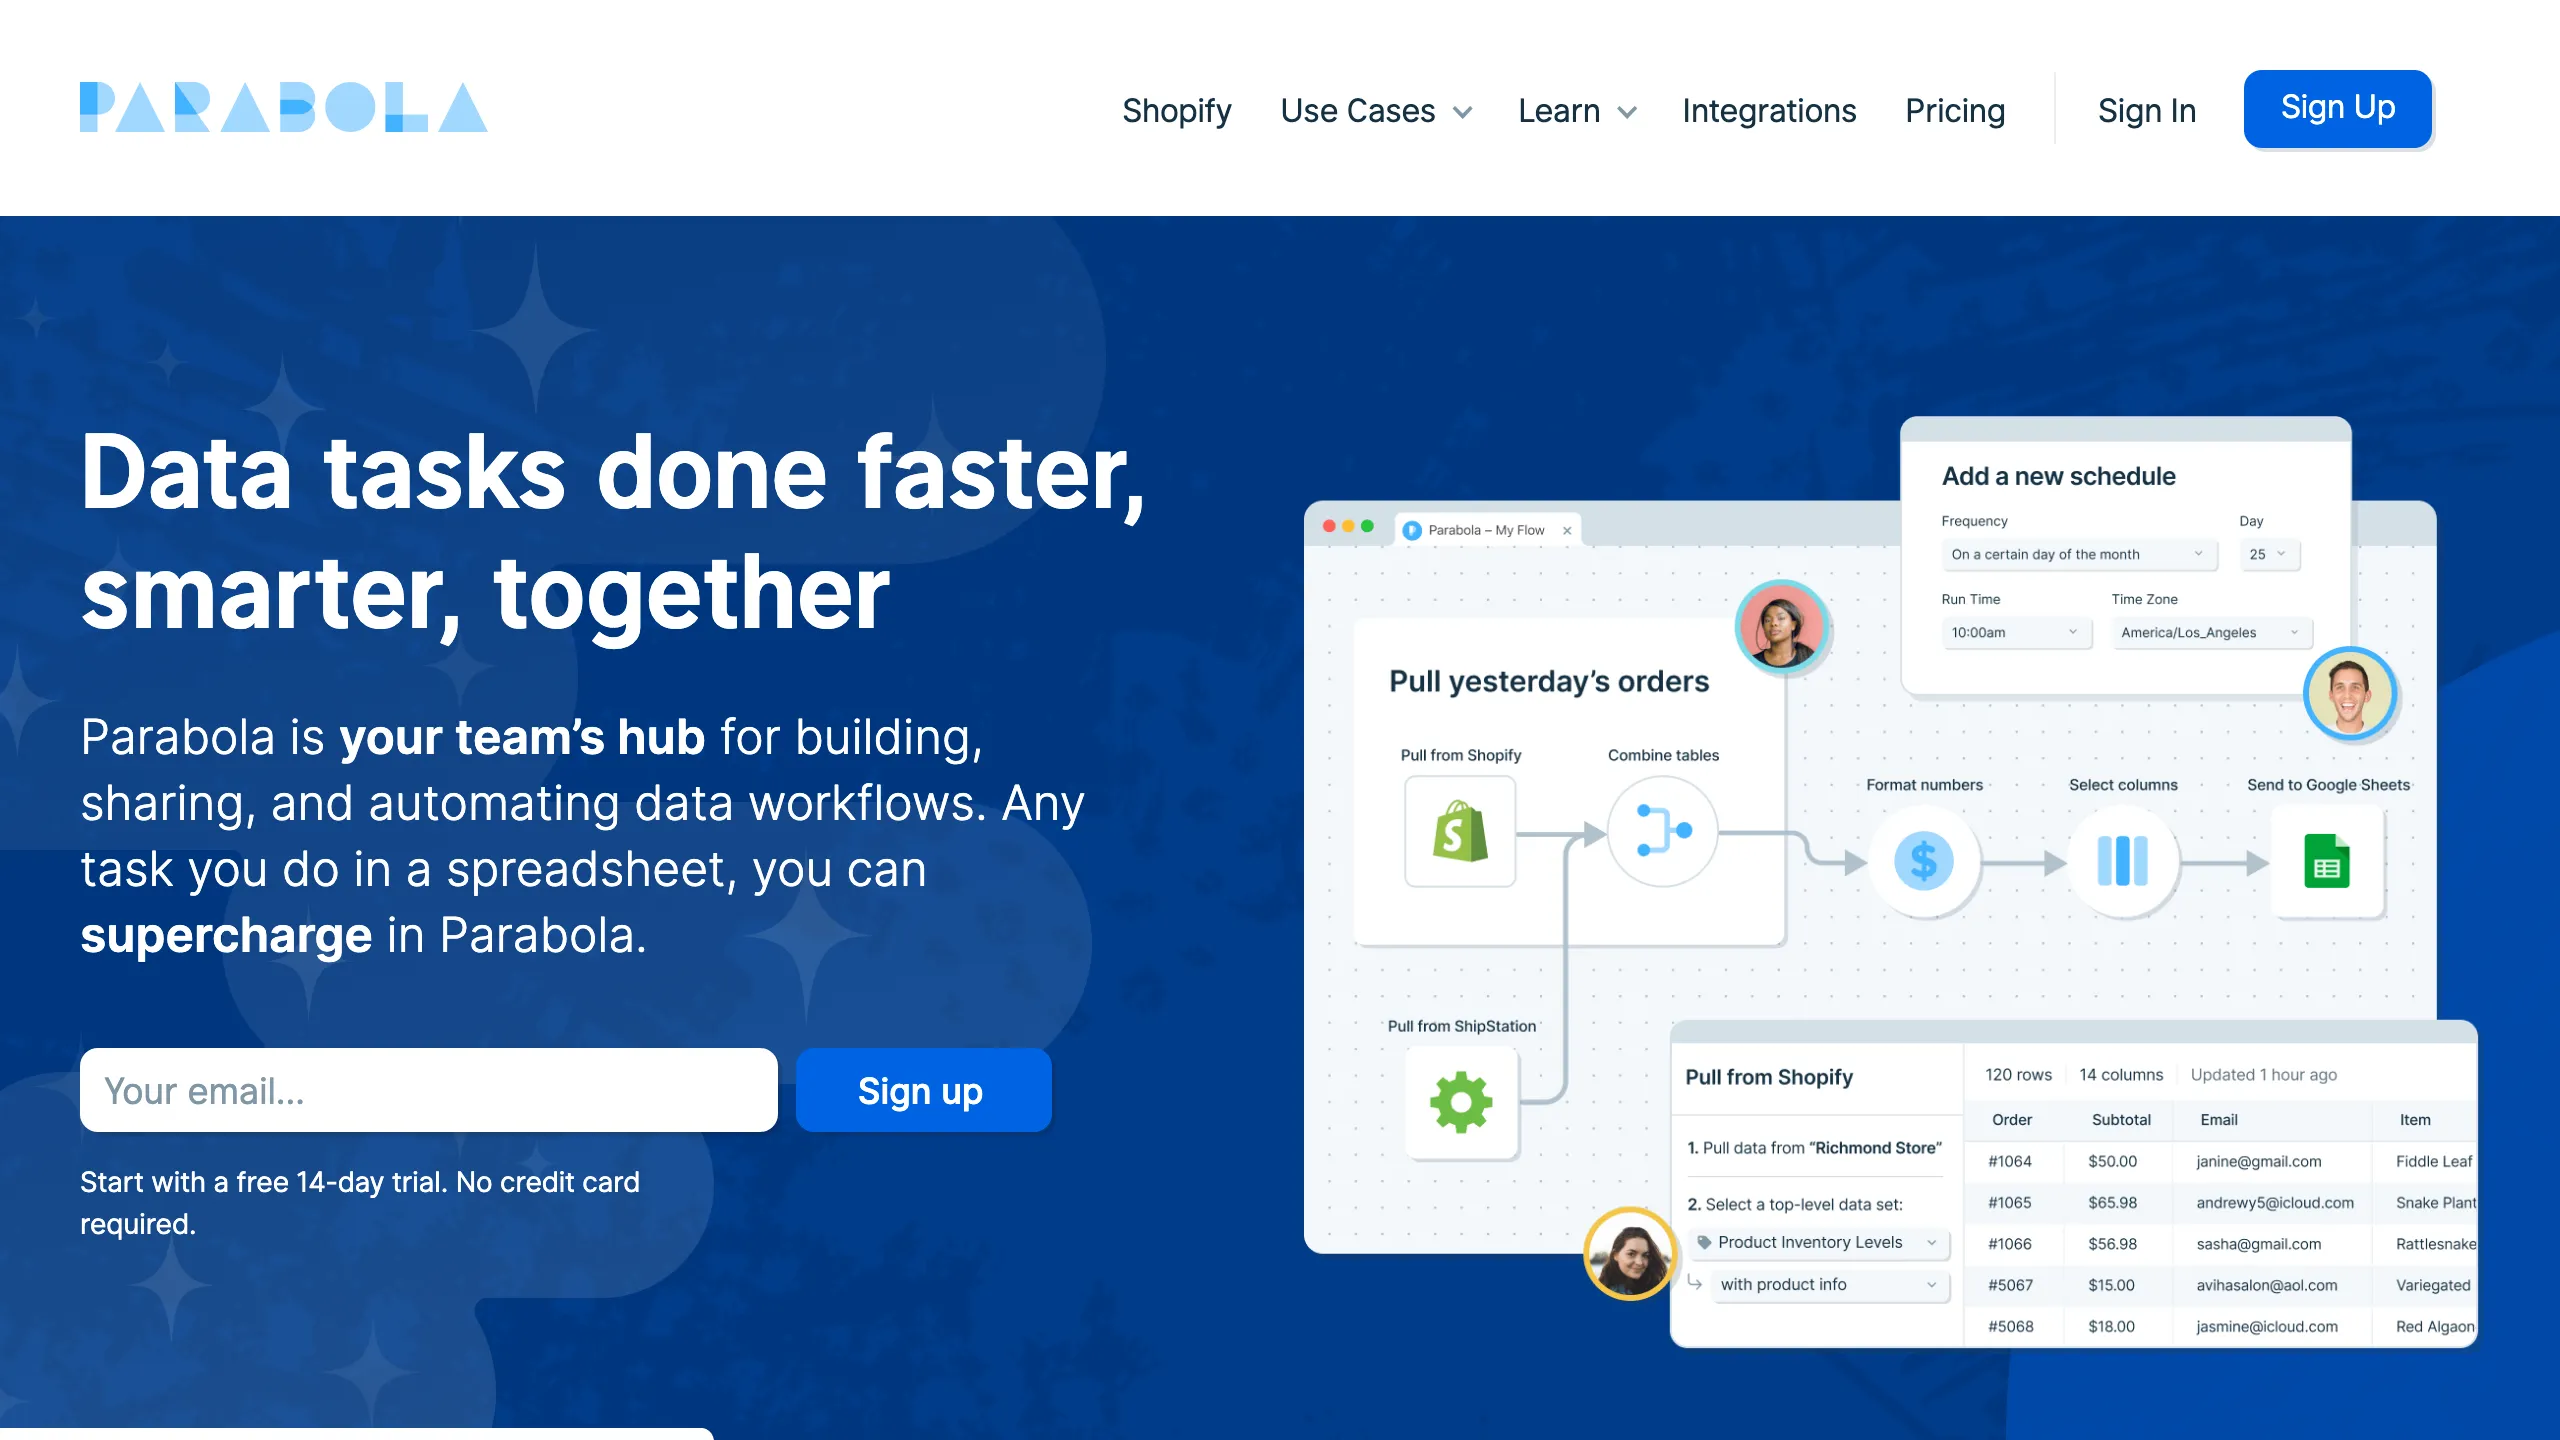 PARABOLA
Shopify
Use Cases
Learn
Integrations
Pricing
Sign In
Sign Up
Data tasks done faster,
smarter, together
Parabola is your team’s hub for building,
sharing, and automating data workflows. Any
task you do in a spreadsheet, you can
supercharge in Parabola.
Your email...
Sign up
Start with a free 14-day trial. No credit card
required.
Parabola – My Flow
Add a new schedule
Frequency
Day
On a certain day of the month
25
Run Time
Time Zone
10:00am
America/Los_Angeles
Pull yesterday’s orders
Pull from Shopify
Combine tables
Format numbers
Select columns
Send to Google Sheets
Pull from ShipStation
Pull from Shopify
1. Pull data from “Richmond Store”
2. Select a top-level data set:
Product Inventory Levels
with product info
120 rows 14 columns Updated 1 hour ago
Order Subtotal Email Item
#1064 $50.00 janine@gmail.com Fiddle Leaf
#1065 $65.98 andrewy5@icloud.com Snake Plant
#1066 $56.98 sasha@gmail.com Rattlesnake
#5067 $15.00 avihasalon@aol.com Variegated
#5068 $18.00 jasmine@icloud.com Red Algaon